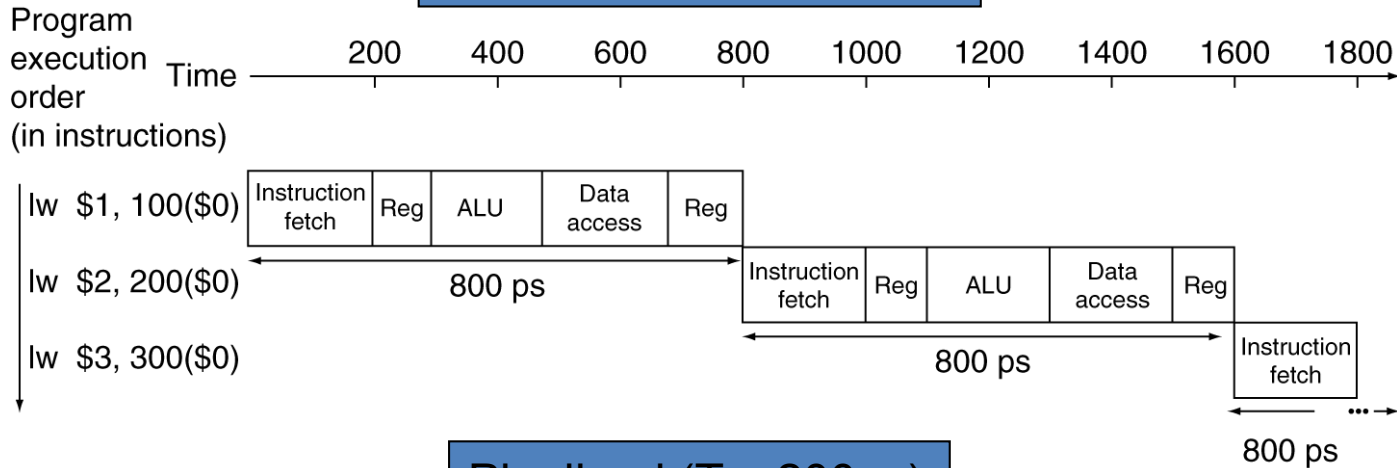 Program
execution
order
(in instructions)
Time
200 400 600 800 1000 1200 1400 1600 1800
lw $1, 100($0)
Instruction
fetch
Reg
ALU
Data
access
Reg
800 ps
lw $2, 200($0)
Instruction
fetch
Reg
ALU
Data
access
Reg
800 ps
lw $3, 300($0)
Instruction
fetch
...
800 ps